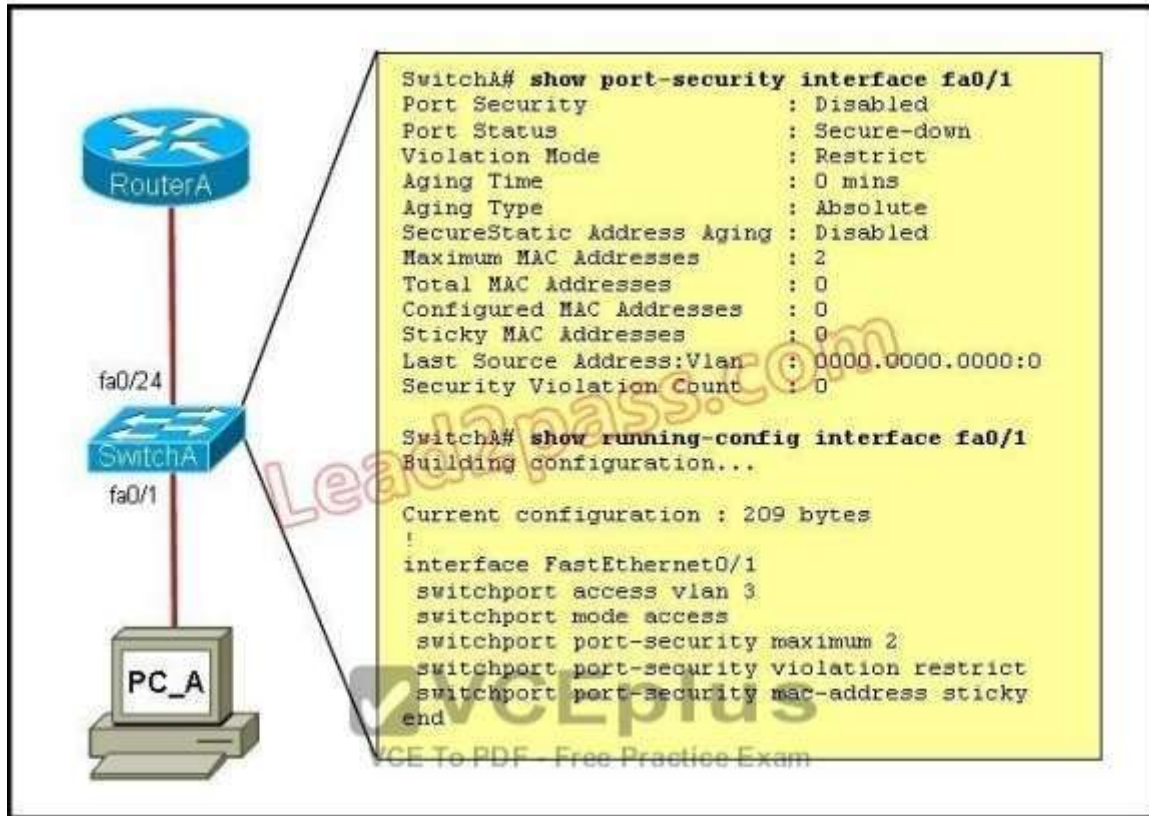 RouterA
fa0/24
SwitchA
fa0/1
PC_A
SwitchA# show port-security interface fa0/1
Port Security : Disabled
Port Status : Secure-down
Violation Mode : Restrict
Aging Time : 0 mins
Aging Type : Absolute
SecureStatic Address Aging : Disabled
Maximum MAC Addresses : 2
Total MAC Addresses : 0
Configured MAC Addresses : 0
Sticky MAC Addresses : 0
Last Source Address:Vlan : 0000.0000.0000:0
Security Violation Count : 0
SwitchA# show running-config interface fa0/1
Building configuration...
Current configuration : 209 bytes
!
interface FastEthernet0/1
switchport access vlan 3
switchport mode access
switchport port-security maximum 2
switchport port-security violation restrict
switchport port-security mac-address sticky
end
Lead2pass.com
VCEplus
VCE To PDF - Free Practice Exam